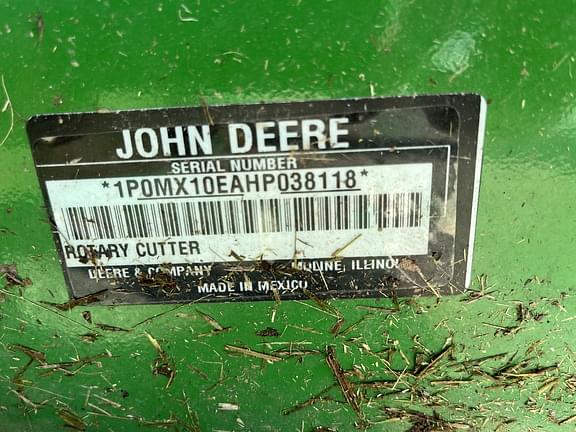 JOHN DEERE
SERIAL NUMBER
*1P0MX10EAHP038118*
ROTARY CUTTER
DEERE & COMPANY MOLINE, ILLINOIS
MADE IN MEXICO